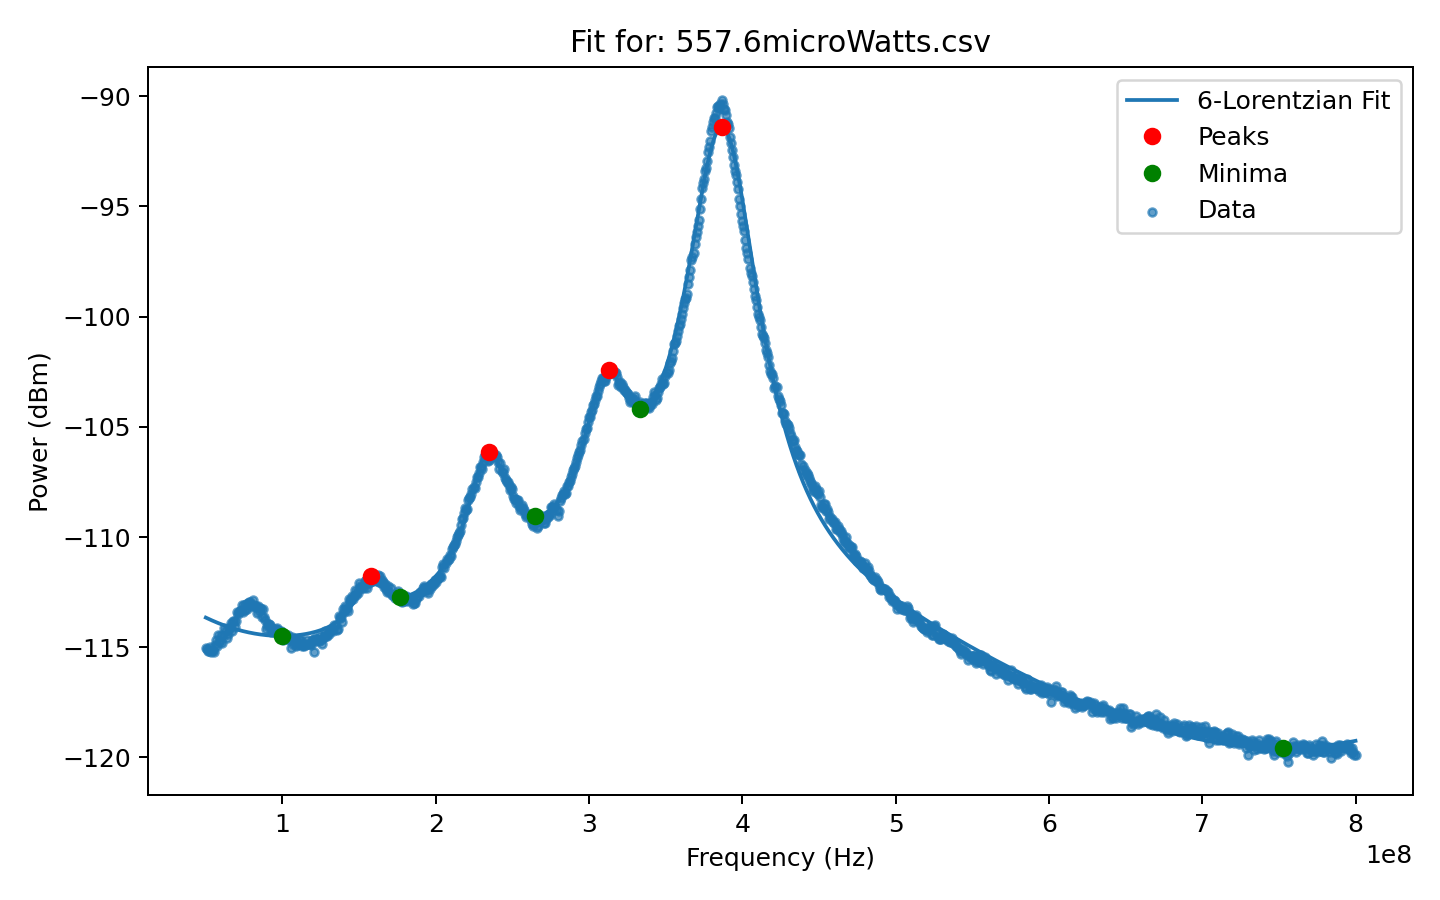 Fit for: 557.6microWatts.csv
6-Lorentzian Fit
Peaks
Minima
Data
Power (dBm)
−90
−95
−100
−105
−110
−115
−120
1 2 3 4 5 6 7 8
1e8
Frequency (Hz)